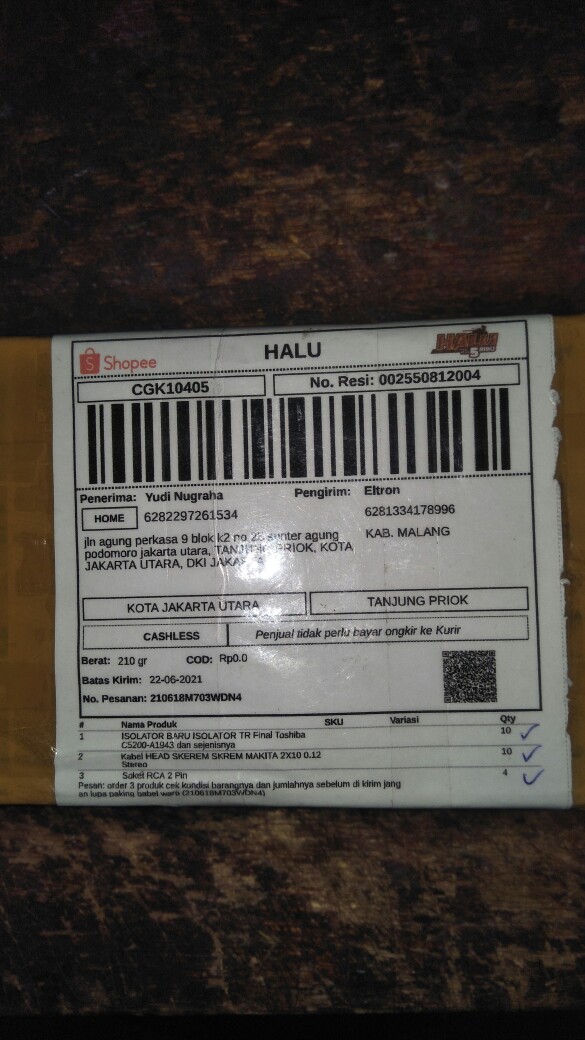 Shopee
HALU
HALU
CGK10405
No. Resi: 002550812004
Penerima: Yudi Nugraha
Pengirim: Eltron
HOME
6282297261534
6281334178996
KAB. MALANG
jln agung perkasa 9 blok k2 no 28 sunter agung
podomoro jakarta utara, TANJUNG PRIOK, KOTA
JAKARTA UTARA, DKI JAKARTA
KOTA JAKARTA UTARA
TANJUNG PRIOK
CASHLESS
Penjual tidak perlu bayar ongkir ke Kurir
Berat: 210 gr
COD: Rp0.0
Batas Kirim: 22-06-2021
No. Pesanan: 210618M703WDN4
# Nama Produk SKU Variasi Qty
1 ISOLATOR BARU ISOLATOR TR Final Toshiba 10
C5200-A1943 dan sejenisnya
2 Kabel HEAD SKEREM SKREM MAKITA 2X10 0.12 10
Stereo
3 Soket RCA 2 Pin 4
Pesan: order 3 produk cek kondisi barangnya dan jumlahnya sebelum di kirim jang
an lupa paking babel warp (210618M703WDN4)